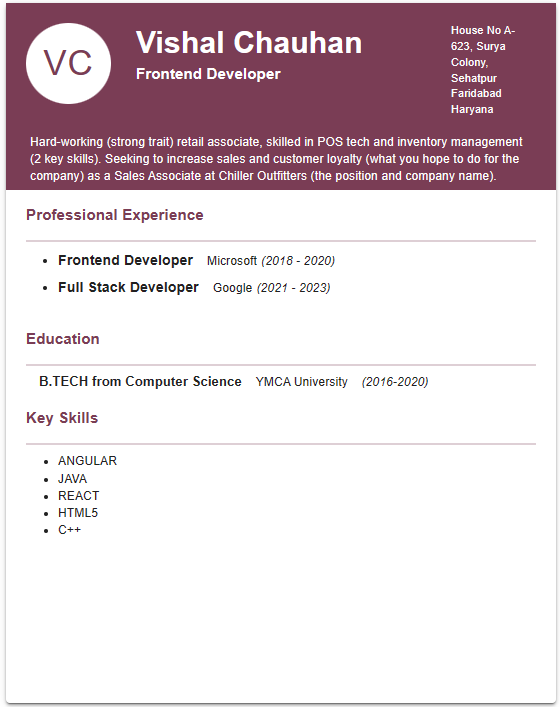 VC
Vishal Chauhan
Frontend Developer
House No A-
623, Surya
Colony,
Sehatpur
Faridabad
Haryana
Hard-working (strong trait) retail associate, skilled in POS tech and inventory management
(2 key skills). Seeking to increase sales and customer loyalty (what you hope to do for the
company) as a Sales Associate at Chiller Outfitters (the position and company name).
Professional Experience
• Frontend Developer Microsoft (2018 - 2020)
• Full Stack Developer Google (2021 - 2023)
Education
B.TECH from Computer Science YMCA University (2016-2020)
Key Skills
• ANGULAR
• JAVA
• REACT
• HTML5
• C++